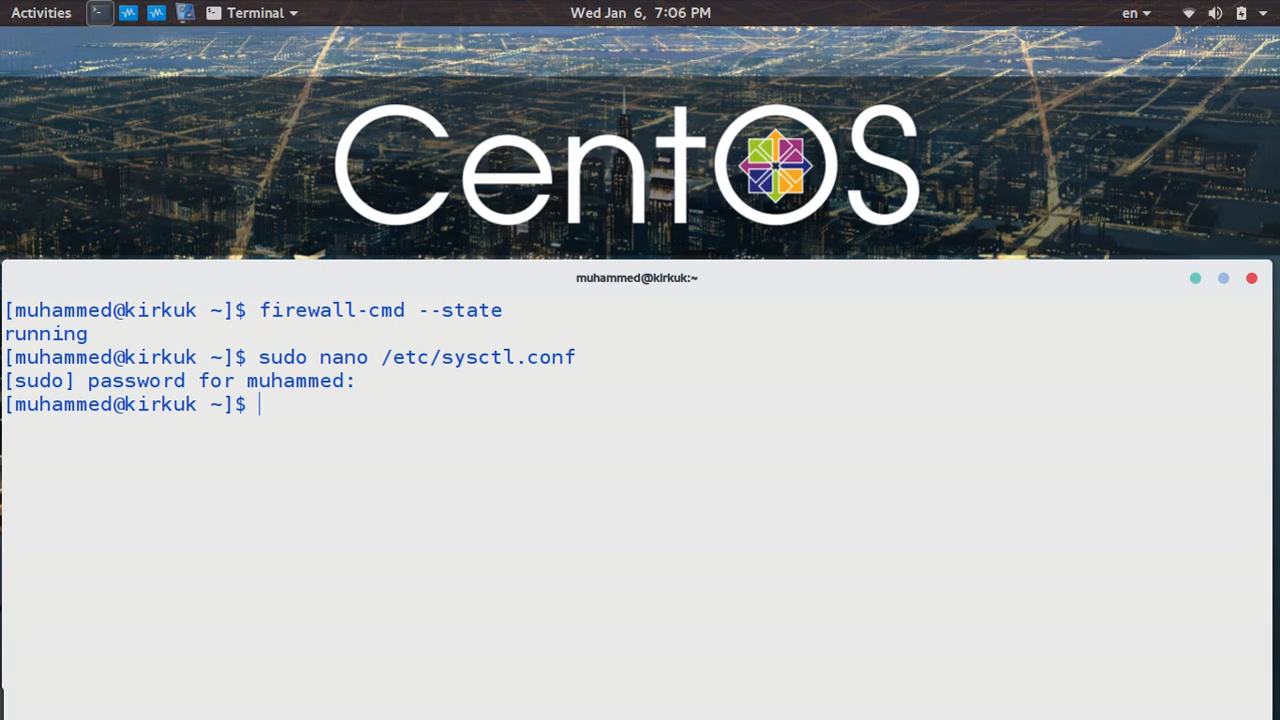 Activities Terminal Wed Jan 6, 7:06 PM en
CentOS
muhammed@kirkuk:~
[muhammed@kirkuk ~]$ firewall-cmd --state
running
[muhammed@kirkuk ~]$ sudo nano /etc/sysctl.conf
[sudo] password for muhammed:
[muhammed@kirkuk ~]$